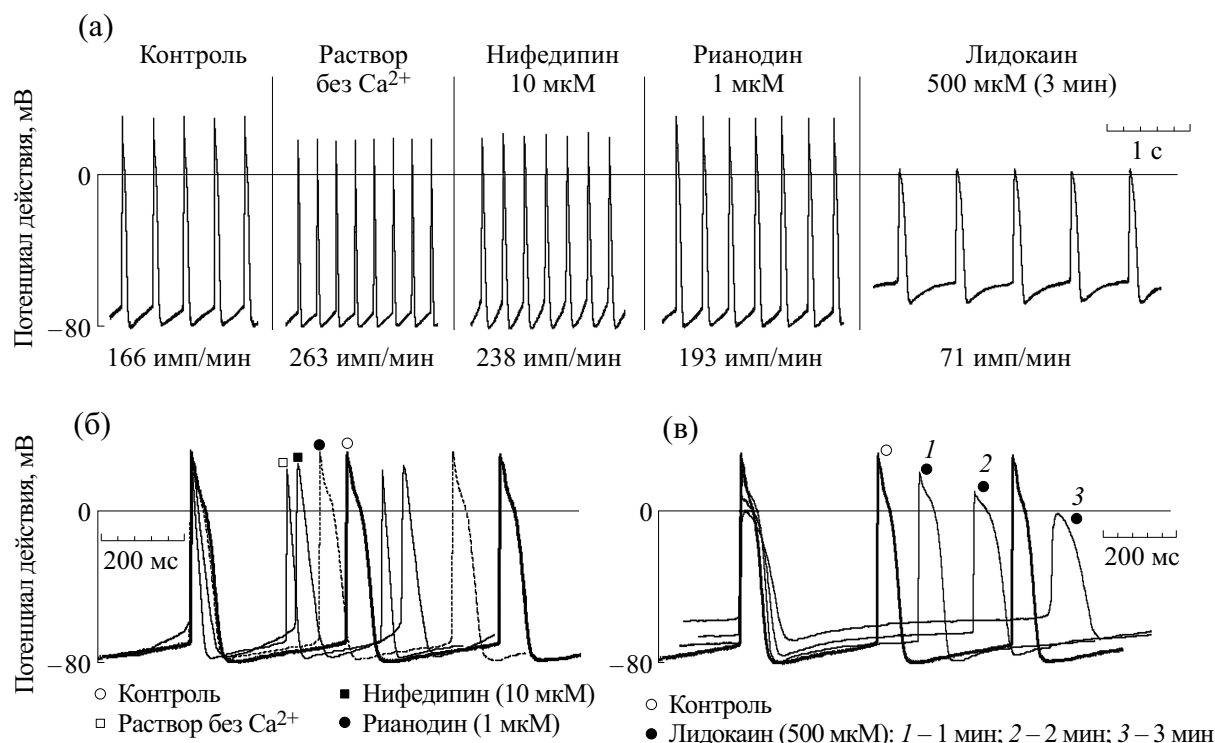 (а)
Контроль
Раствор
без Ca²⁺
Нифедипин
10 мкМ
Рианодин
1 мкМ
Лидокаин
500 мкМ (3 мин)
1 с
Потенциал действия, мВ
0
–80
166 имп/мин
263 имп/мин
238 имп/мин
193 имп/мин
71 имп/мин
(б)
Потенциал действия, мВ
0
200 мс
–80
○ Контроль
□ Раствор без Ca²⁺
■ Нифедипин (10 мкМ)
● Рианодин (1 мкМ)
(в)
1
2
3
0
200 мс
–80
○ Контроль
● Лидокаин (500 мкМ): 1 – 1 мин; 2 – 2 мин; 3 – 3 мин